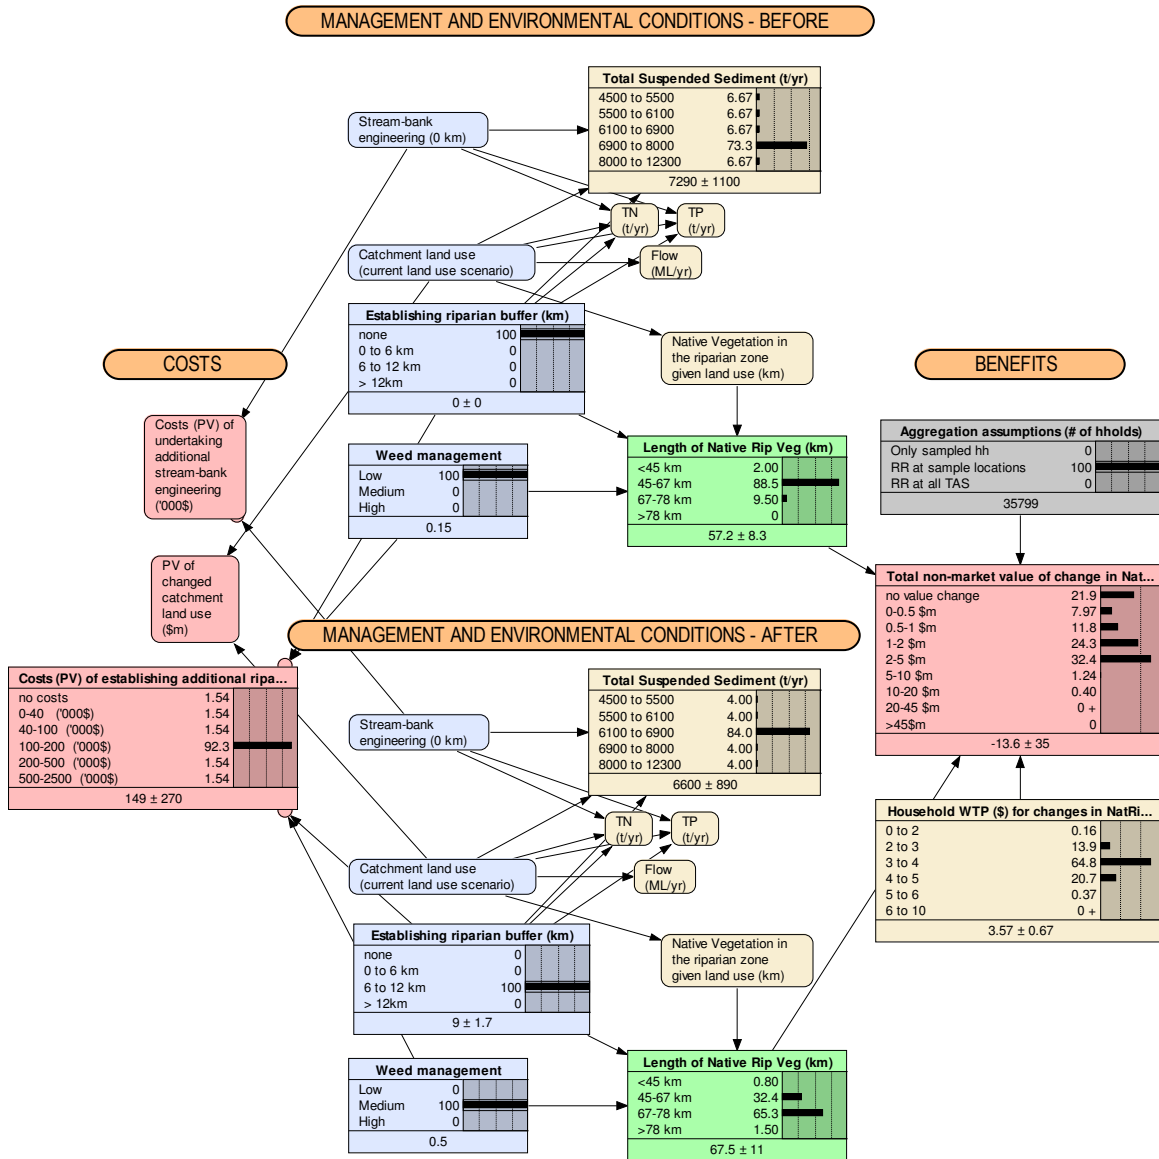 MANAGEMENT AND ENVIRONMENTAL CONDITIONS - BEFORE
Total Suspended Sediment (t/yr)
4500 to 5500 6.67
5500 to 6100 6.67
6100 to 6900 6.67
6900 to 8000 73.3
8000 to 12300 6.67
7290 ± 1100
Stream-bank
engineering (0 km)
TN
(t/yr)
TP
(t/yr)
Catchment land use
(current land use scenario)
Flow
(ML/yr)
Establishing riparian buffer (km)
none 100
0 to 6 km 0
6 to 12 km 0
> 12km 0
0 ± 0
Native Vegetation in
the riparian zone
given land use (km)
COSTS
BENEFITS
Costs (PV) of
undertaking
additional
stream-bank
engineering
('000$)
Weed management
Low 100
Medium 0
High 0
0.15
Length of Native Rip Veg (km)
<45 km 2.00
45-67 km 88.5
67-78 km 9.50
>78 km 0
57.2 ± 8.3
Aggregation assumptions (# of hholds)
Only sampled hh 0
RR at sample locations 100
RR at all TAS 0
35799
PV of
changed
catchment
land use
($m)
Total non-market value of change in Nat...
no value change 21.9
0-0.5 $m 7.97
0.5-1 $m 11.8
1-2 $m 24.3
2-5 $m 32.4
5-10 $m 1.24
10-20 $m 0.40
20-45 $m 0 +
>45$m 0
-13.6 ± 35
MANAGEMENT AND ENVIRONMENTAL CONDITIONS - AFTER
Costs (PV) of establishing additional ripa...
no costs 1.54
0-40 ('000$) 1.54
40-100 ('000$) 1.54
100-200 ('000$) 92.3
200-500 ('000$) 1.54
500-2500 ('000$) 1.54
149 ± 270
Total Suspended Sediment (t/yr)
4500 to 5500 4.00
5500 to 6100 4.00
6100 to 6900 84.0
6900 to 8000 4.00
8000 to 12300 4.00
6600 ± 890
Stream-bank
engineering (0 km)
TN
(t/yr)
TP
(t/yr)
Catchment land use
(current land use scenario)
Flow
(ML/yr)
Household WTP ($) for changes in NatRi...
0 to 2 0.16
2 to 3 13.9
3 to 4 64.8
4 to 5 20.7
5 to 6 0.37
6 to 10 0 +
3.57 ± 0.67
Establishing riparian buffer (km)
none 0
0 to 6 km 0
6 to 12 km 100
> 12km 0
9 ± 1.7
Native Vegetation in
the riparian zone
given land use (km)
Weed management
Low 0
Medium 100
High 0
0.5
Length of Native Rip Veg (km)
<45 km 0.80
45-67 km 32.4
67-78 km 65.3
>78 km 1.50
67.5 ± 11